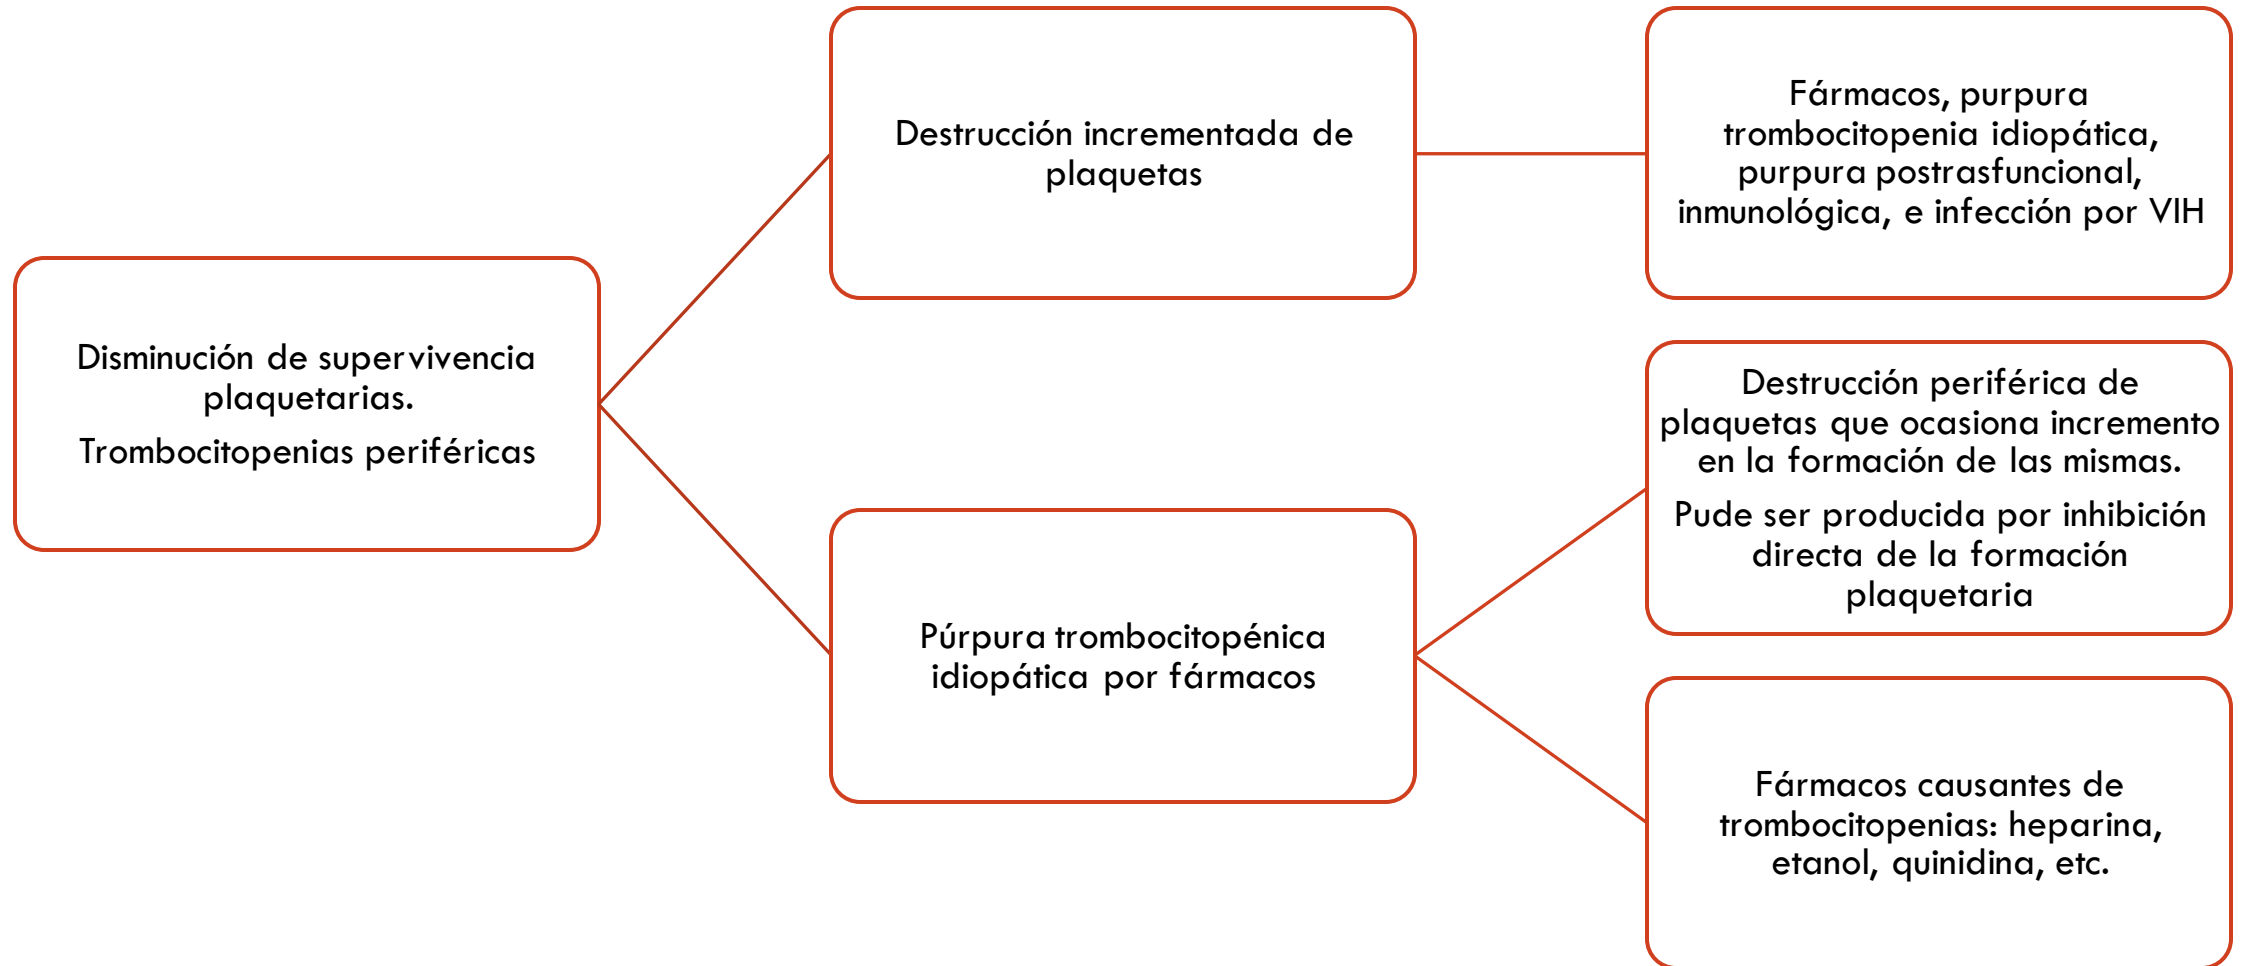 Disminución de supervivencia
plaquetarias.
Trombocitopenias periféricas
Destrucción incrementada de
plaquetas
Fármacos, purpura
trombocitopenia idiopática,
purpura postrasfuncional,
inmunológica, e infección por VIH
Púrpura trombocitopénica
idiopática por fármacos
Destrucción periférica de
plaquetas que ocasiona incremento
en la formación de las mismas.
Pude ser producida por inhibición
directa de la formación
plaquetaria
Fármacos causantes de
trombocitopenias: heparina,
etanol, quinidina, etc.